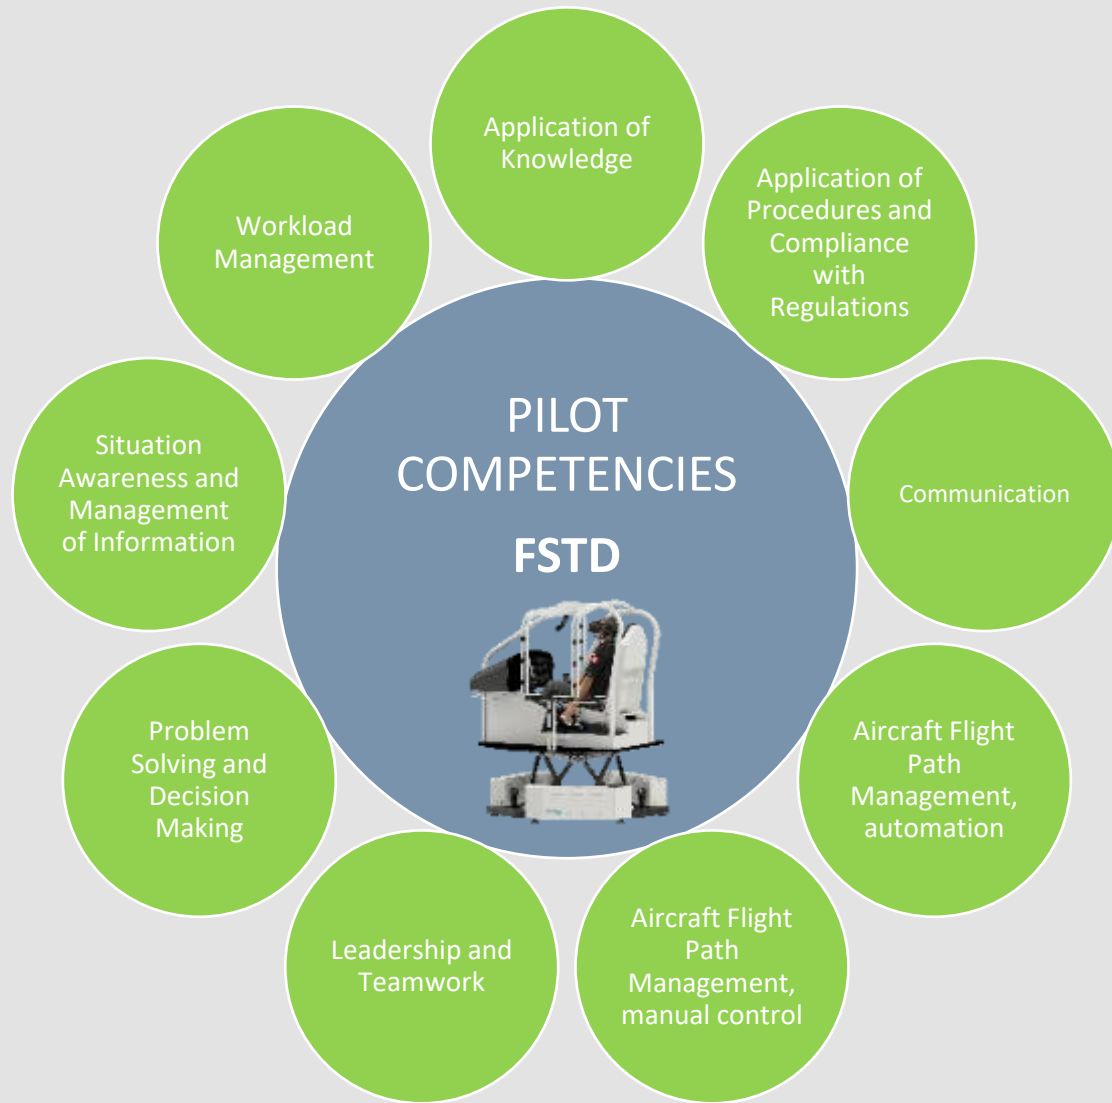 PILOT
COMPETENCIES
FSTD
Application of
Knowledge
Application of
Procedures and
Compliance
with
Regulations
Communication
Aircraft Flight
Path
Management,
automation
Aircraft Flight
Path
Management,
manual control
Leadership and
Teamwork
Problem
Solving and
Decision
Making
Situation
Awareness and
Management
of Information
Workload
Management